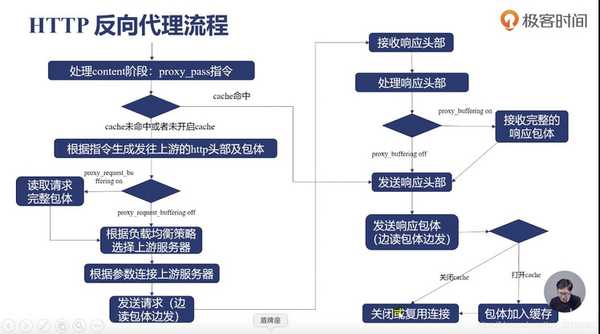 HTTP 反向代理流程
极客时间
处理content阶段：proxy_pass指令
cache命中
cache未命中或者未开启cache
根据指令生成发往上游的http头部及包体
proxy_request_bu
ffering on
读取请求
完整包体
proxy_request_buffering off
根据负载均衡策略
选择上游服务器
根据参数连接上游服务器
发送请求（边
读包体边发）
接收响应头部
处理响应头部
proxy_buffering on
接收完整的
响应包体
proxy_buffering off
发送响应头部
发送响应包体
（边读包体边发）
关闭cache
打开cache
关闭或复用连接
包体加入缓存
盾牌座